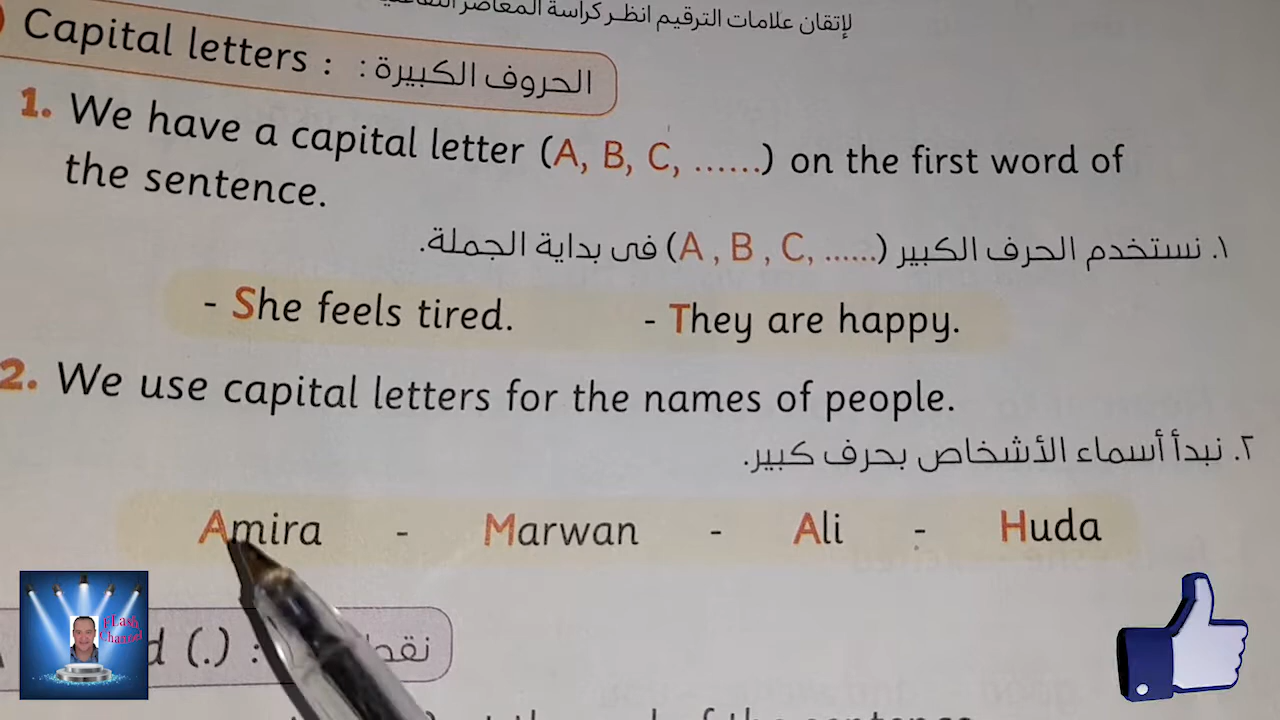 لإتقان علامات الترقيم انظر كراسة المعاصر
Capital letters : الحروف الكبيرة :
1. We have a capital letter (A, B, C, ......) on the first word of
the sentence.
١. نستخدم الحرف الكبير (A , B , C, ......) فى بداية الجملة.
- She feels tired. - They are happy.
2. We use capital letters for the names of people.
٢. نبدأ أسماء الأشخاص بحرف كبير.
Amira - Marwan - Ali - Huda
(.) :
of the sentence
fLash
Channel